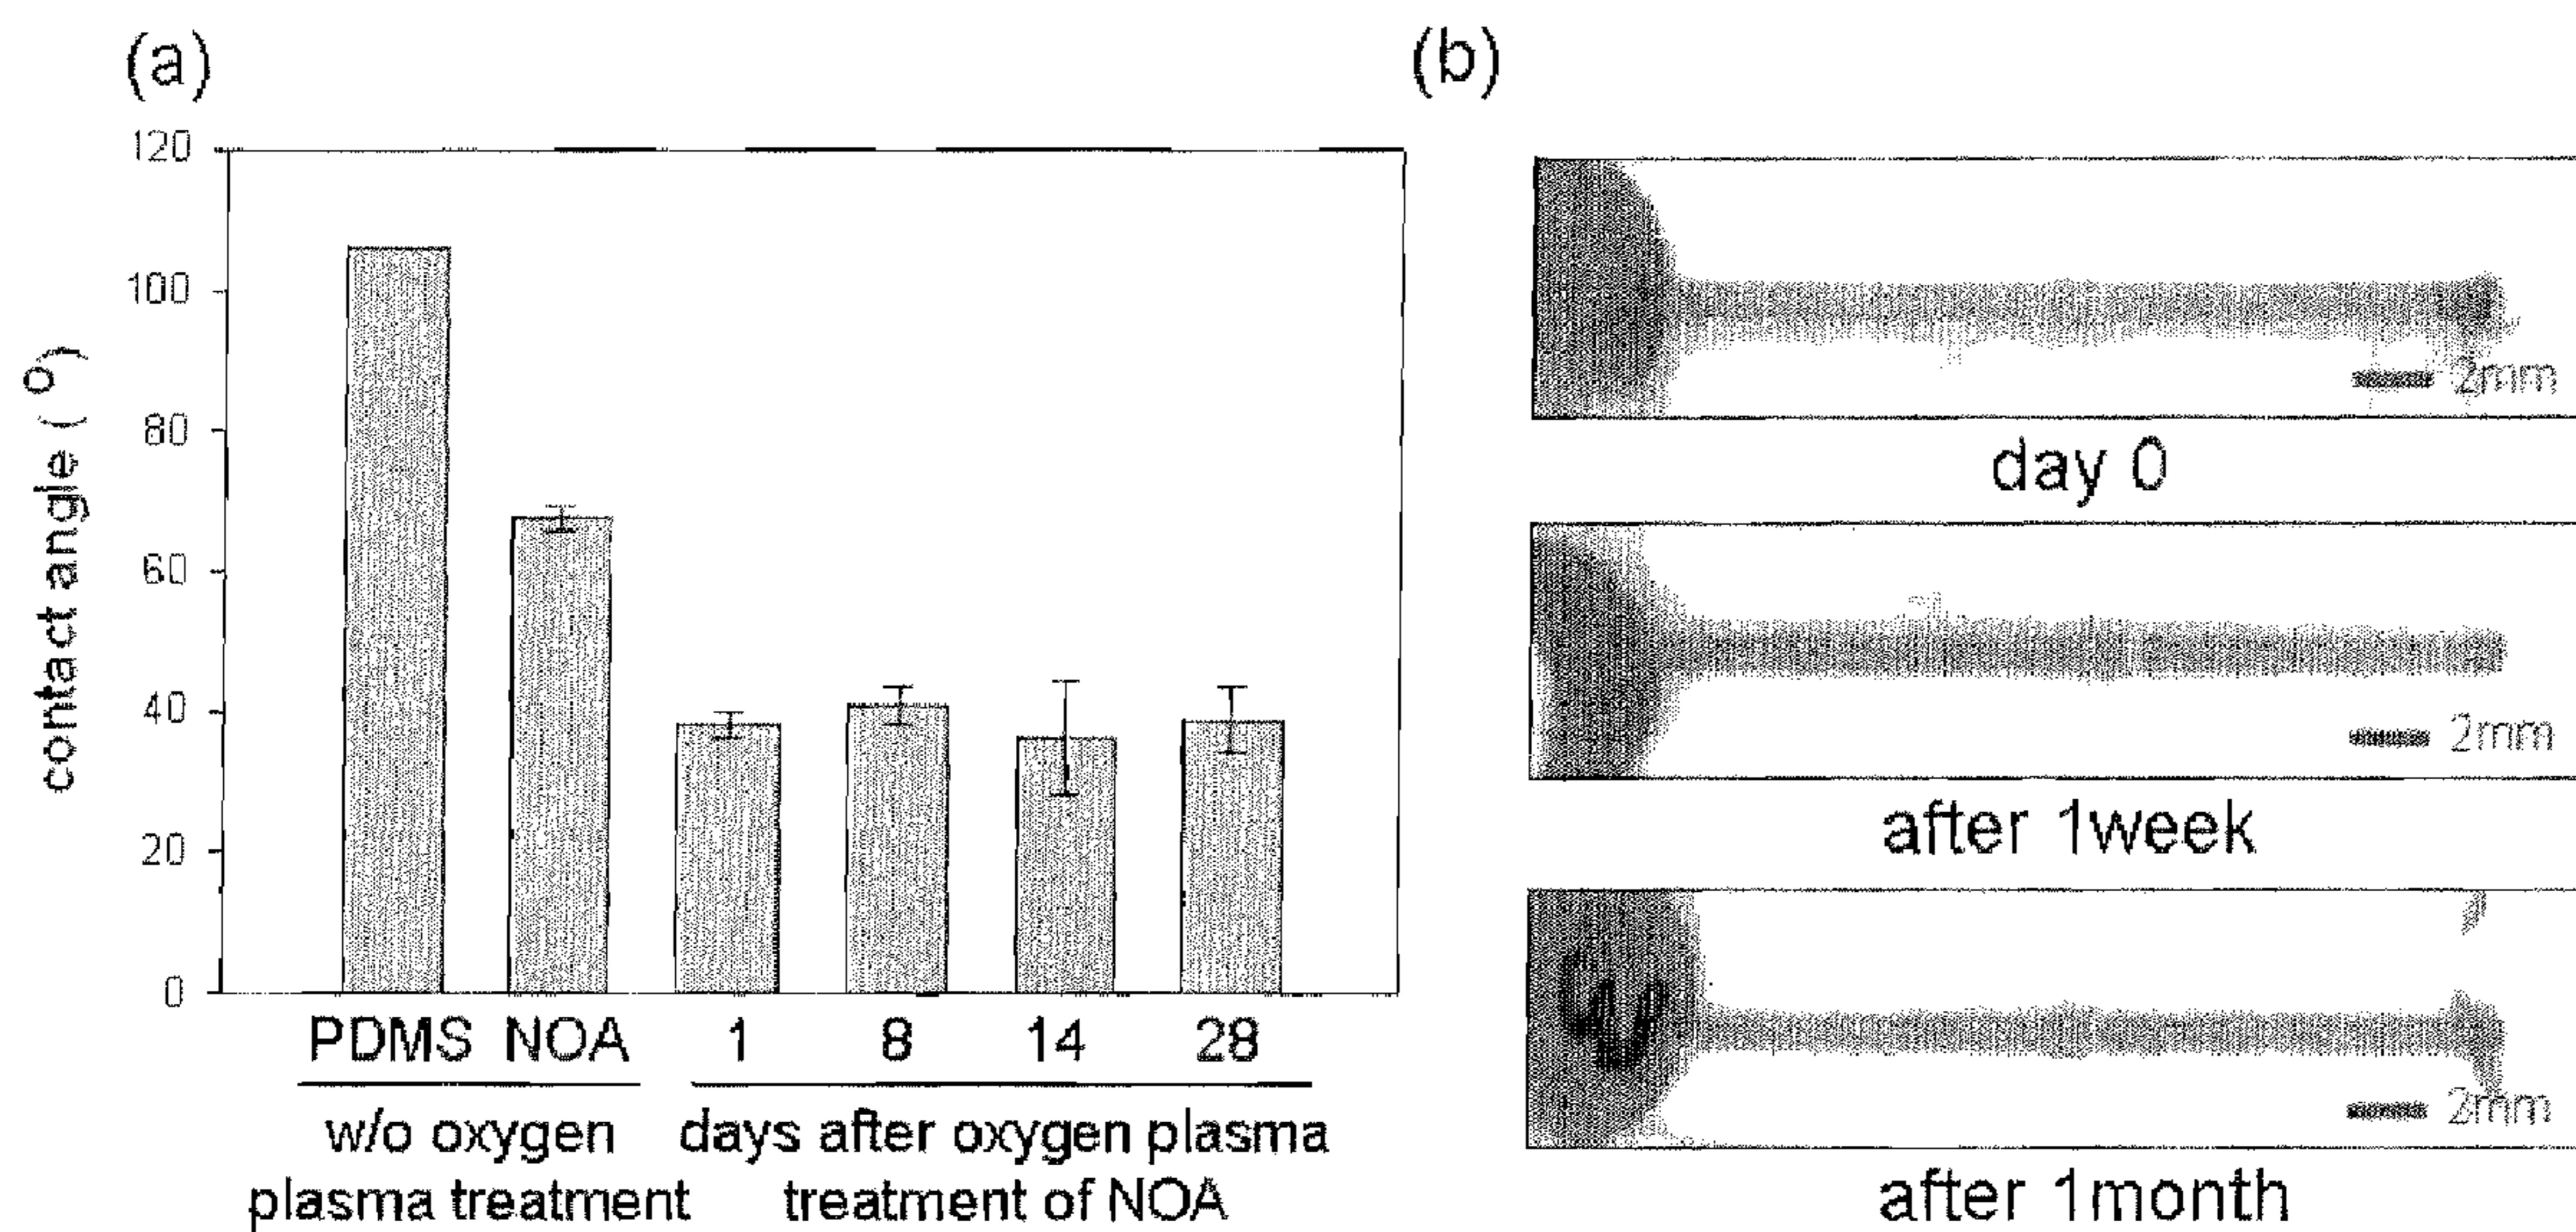 (a)
(b)
120
100
80
60
40
20
0
contact angle ( º)
PDMS NOA 1 8 14 28
w/o oxygen
plasma treatment
days after oxygen plasma
treatment of NOA
2mm
day 0
2mm
after 1week
2mm
after 1month